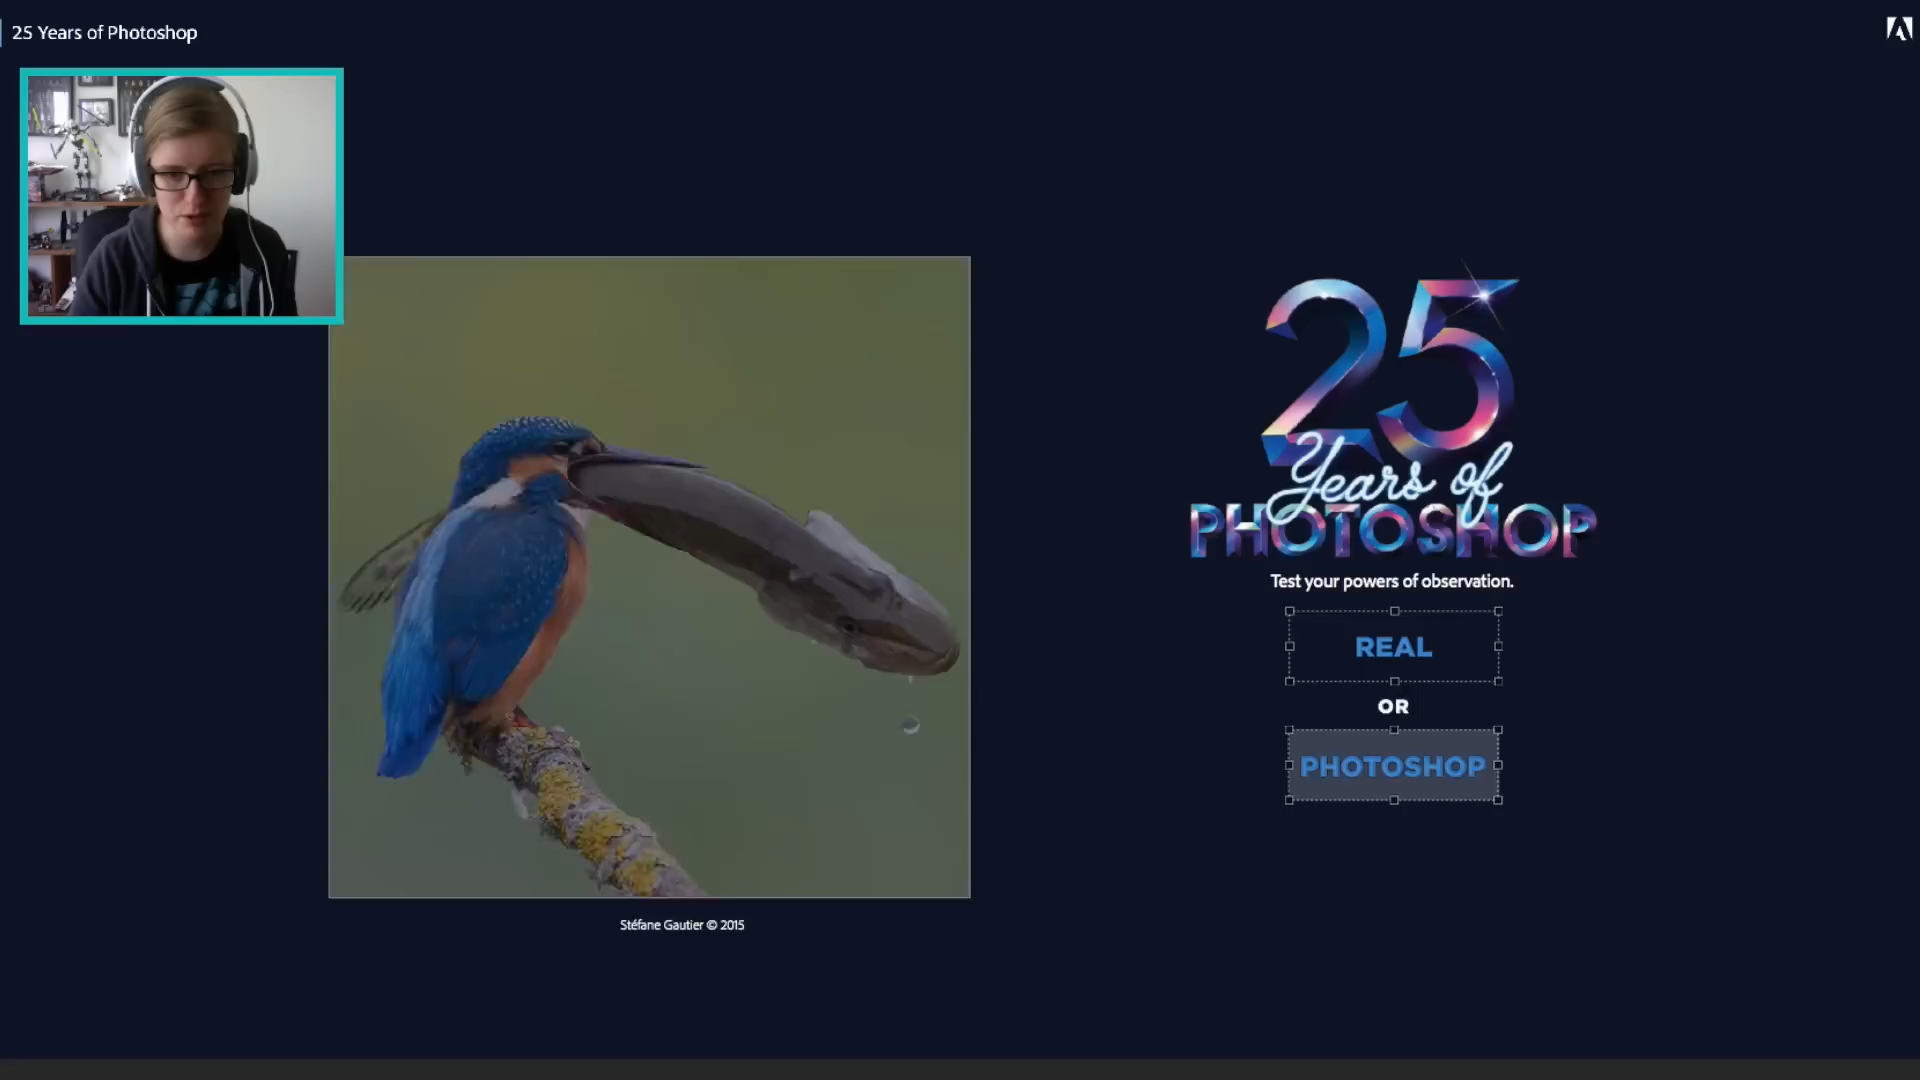 25 Years of Photoshop
25
Years of
PHOTOSHOP
Test your powers of observation.
REAL
OR
PHOTOSHOP
Stéfane Gautier © 2015